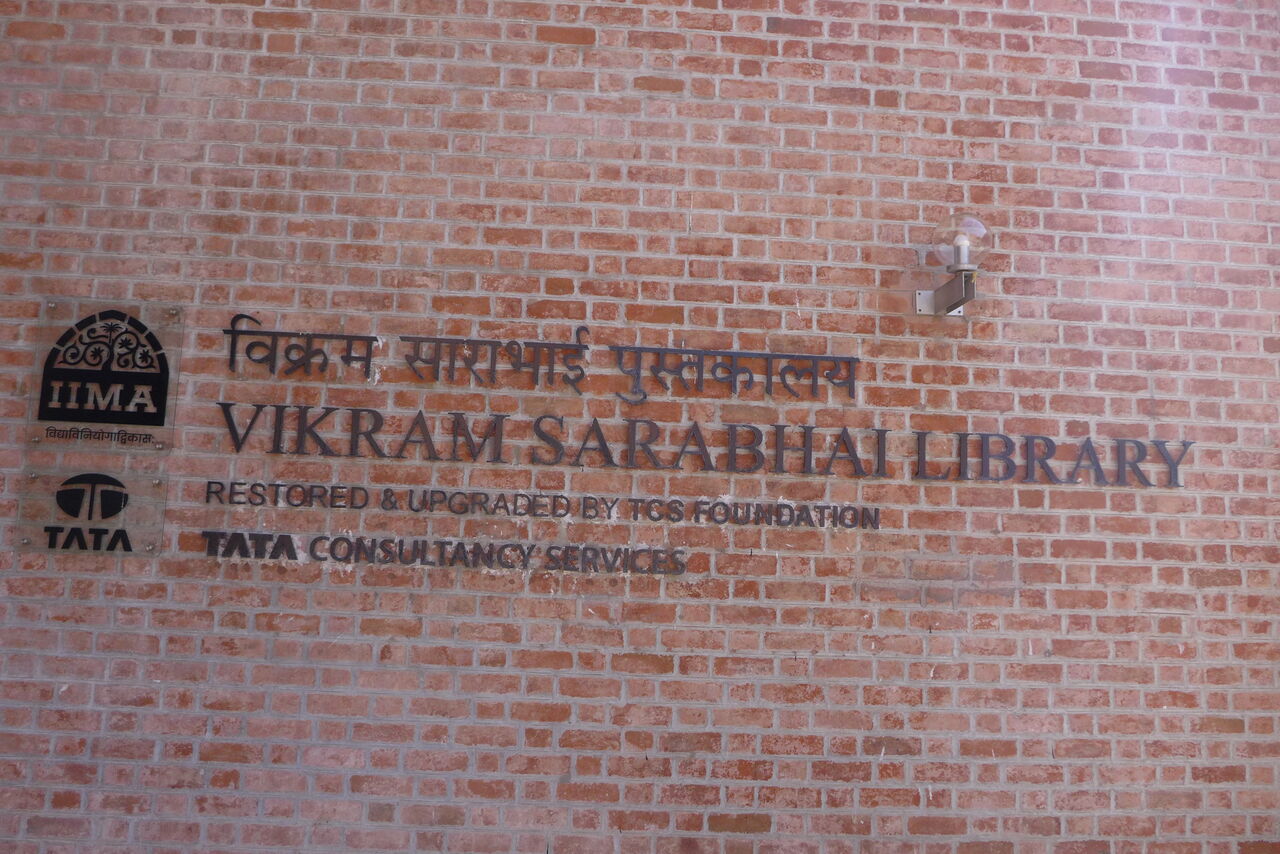 IIMA
विद्याविनियोगाद्विकासः
विक्रम साराभाई पुस्तकालय
VIKRAM SARABHAI LIBRARY
TATA
RESTORED & UPGRADED BY TCS FOUNDATION
TATA CONSULTANCY SERVICES